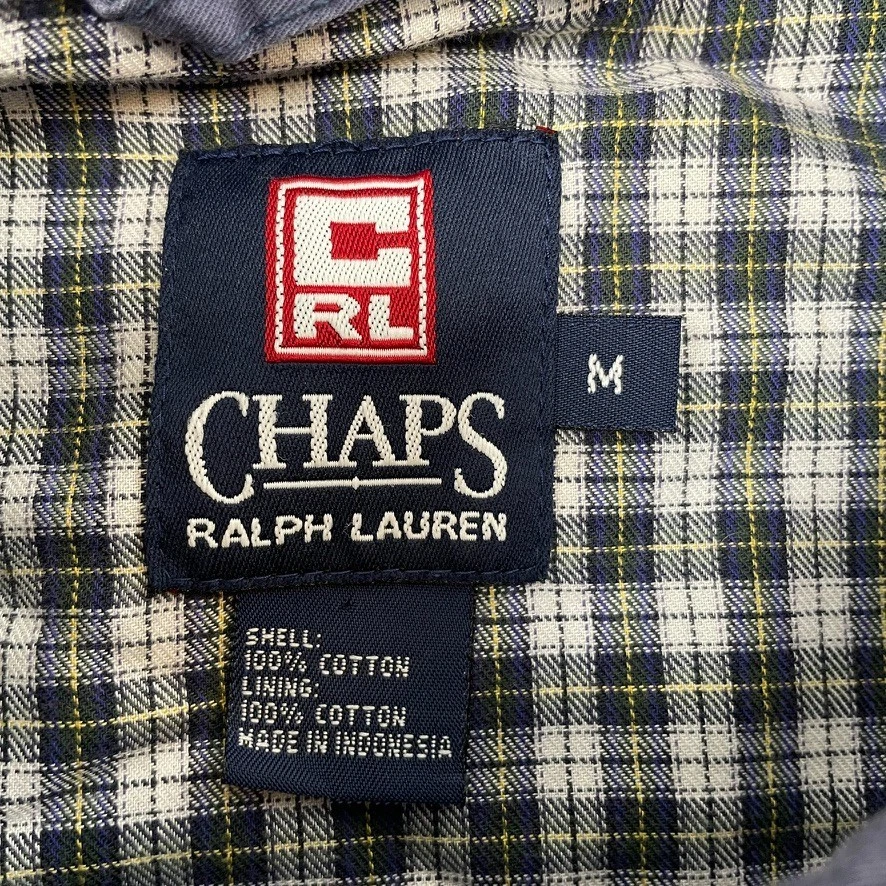 C
RL
CHAPS
RALPH LAUREN
M
SHELL:
100% COTTON
LINING:
100% COTTON
MADE IN INDONESIA